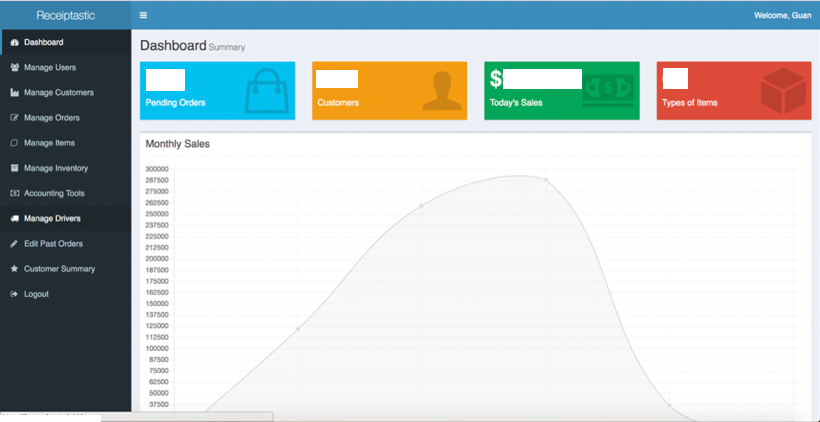 Receiptastic
Welcome, Guan
Dashboard
Manage Users
Manage Customers
Manage Orders
Manage Items
Manage Inventory
Accounting Tools
Manage Drivers
Edit Past Orders
Customer Summary
Logout
Dashboard Summary
Pending Orders
Customers
$
Today's Sales
Types of Items
Monthly Sales
300000
287500
275000
262500
250000
237500
225000
212500
200000
187500
175000
162500
150000
137500
125000
112500
100000
87500
75000
62500
50000
37500